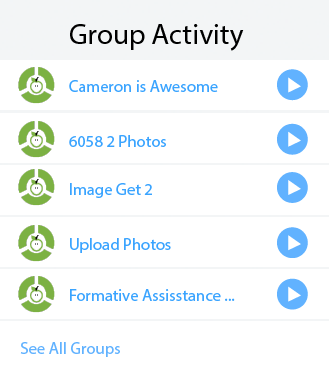 Group Activity
Cameron is Awesome
6058 2 Photos
Image Get 2
Upload Photos
Formative Assisstance ...
See All Groups